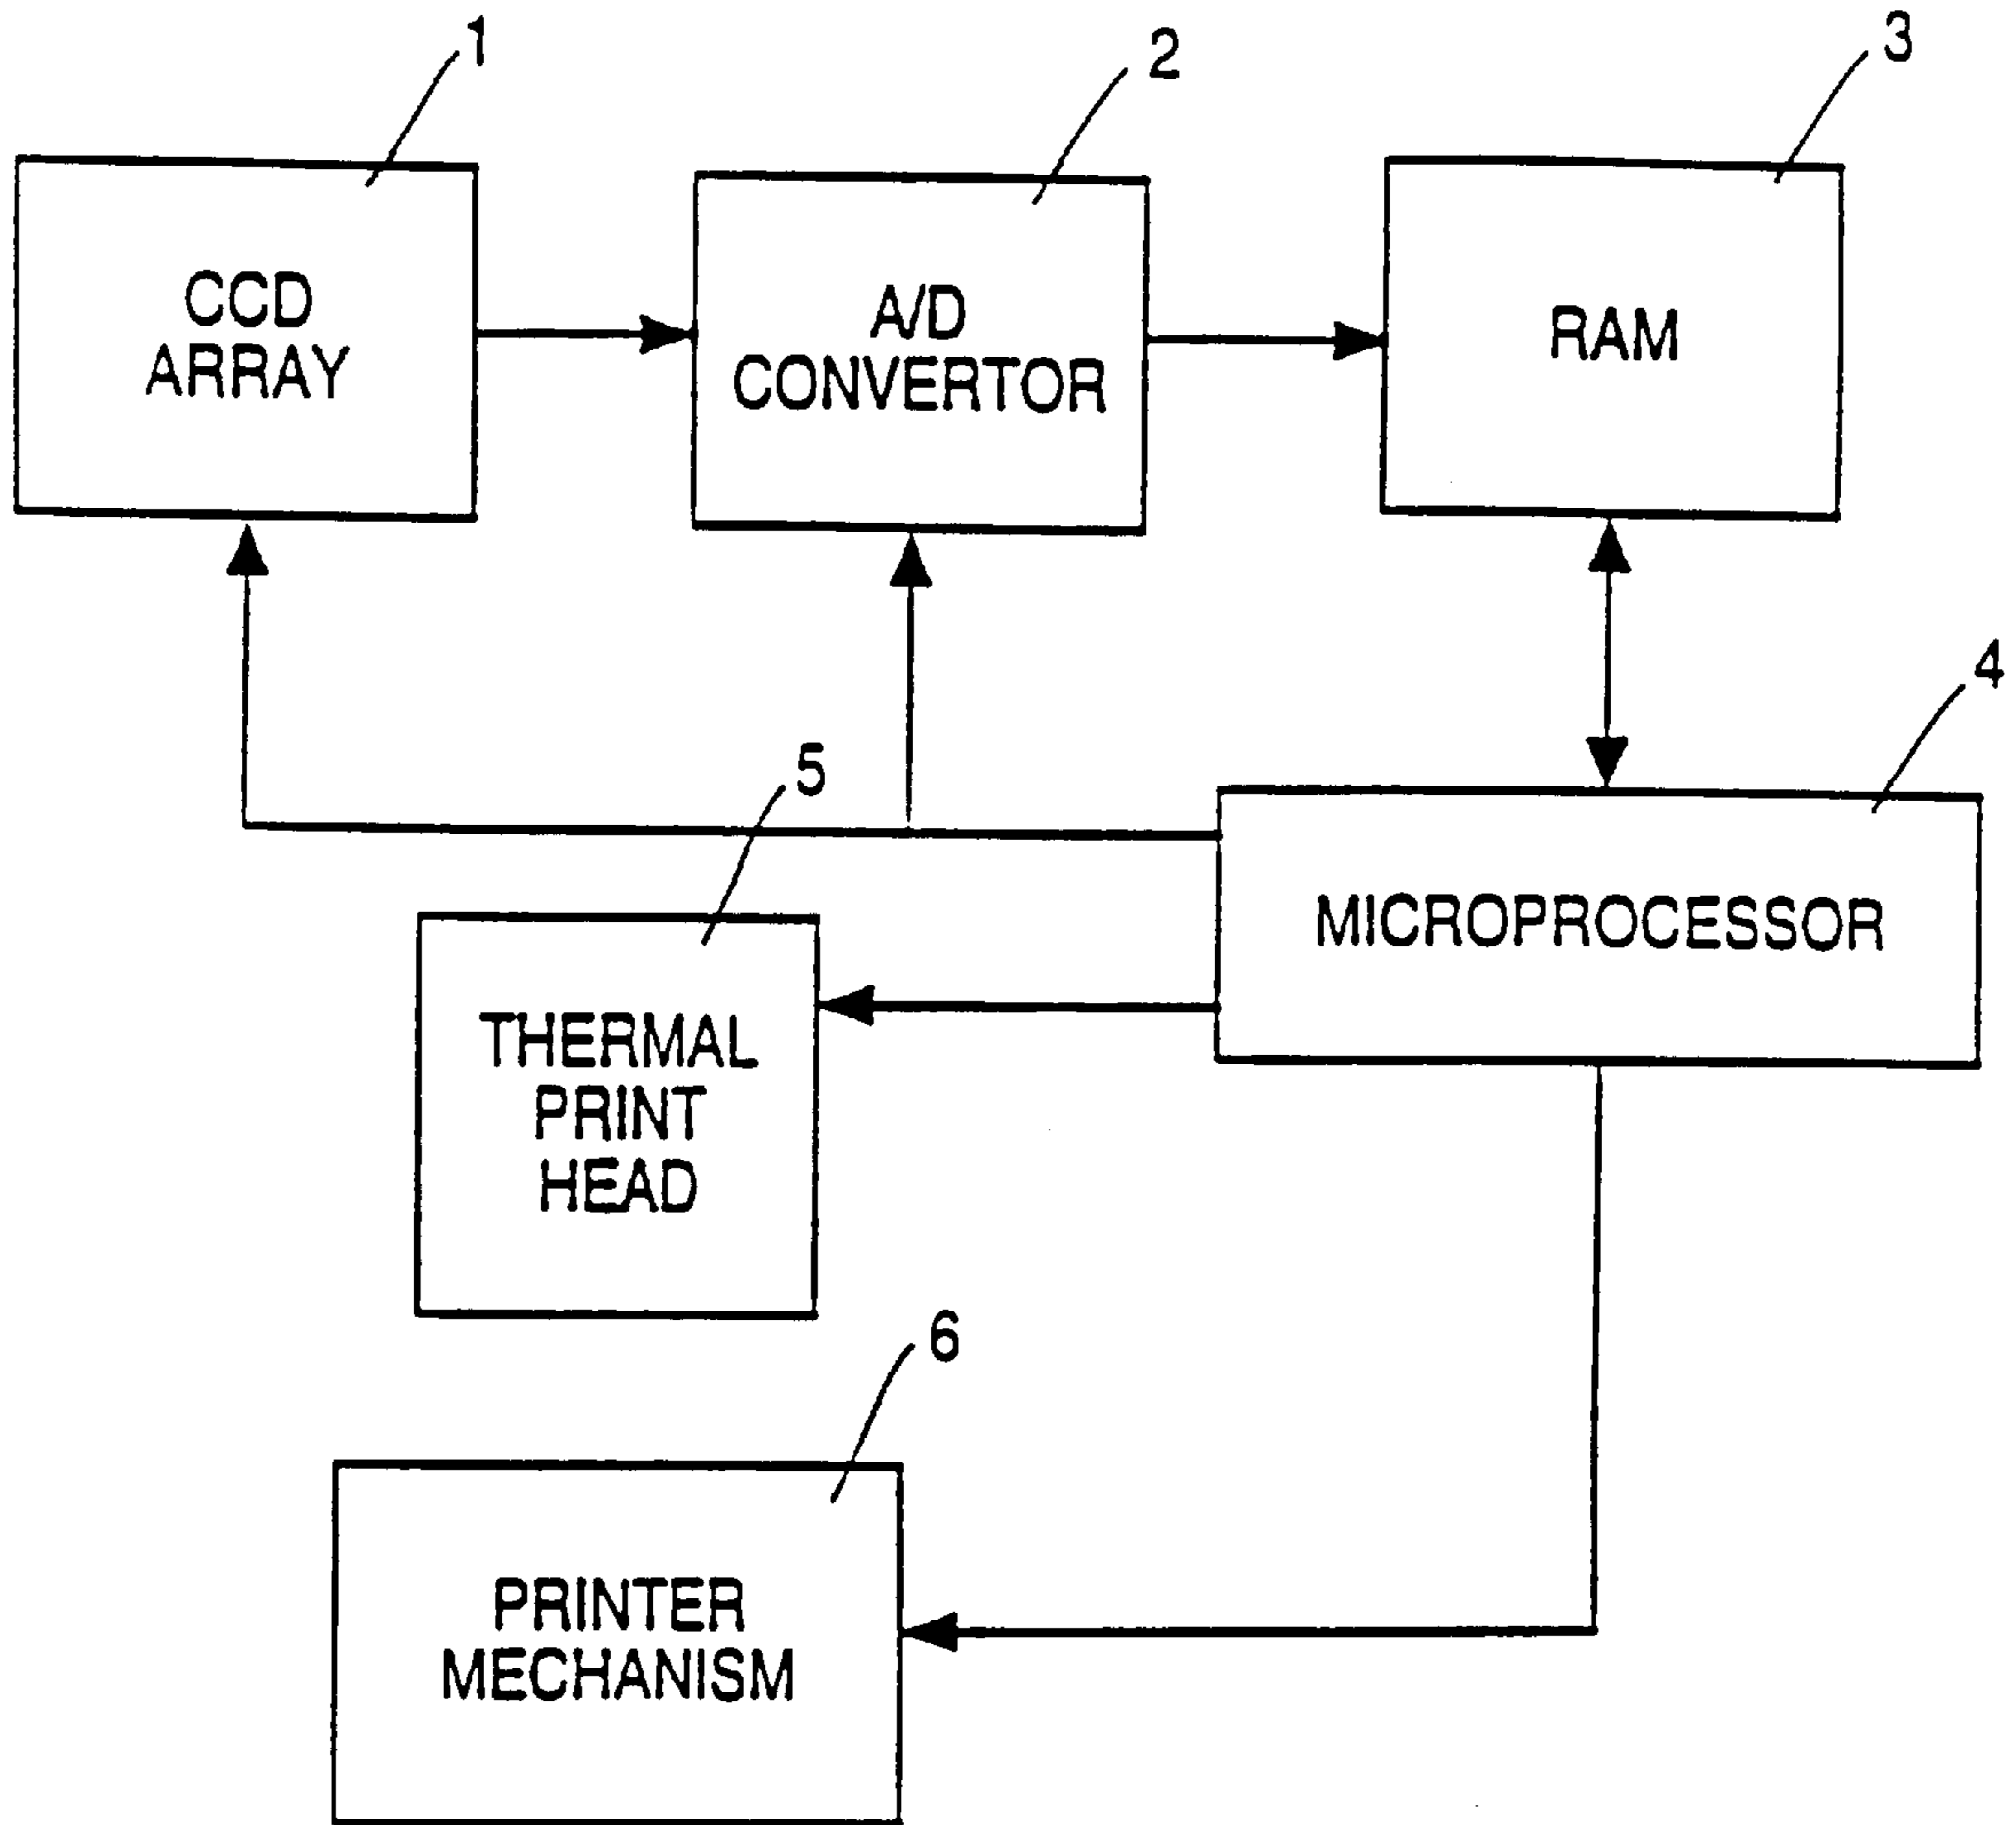 1
2
3
CCD
ARRAY
A/D
CONVERTOR
RAM
4
5
MICROPROCESSOR
THERMAL
PRINT
HEAD
6
PRINTER
MECHANISM